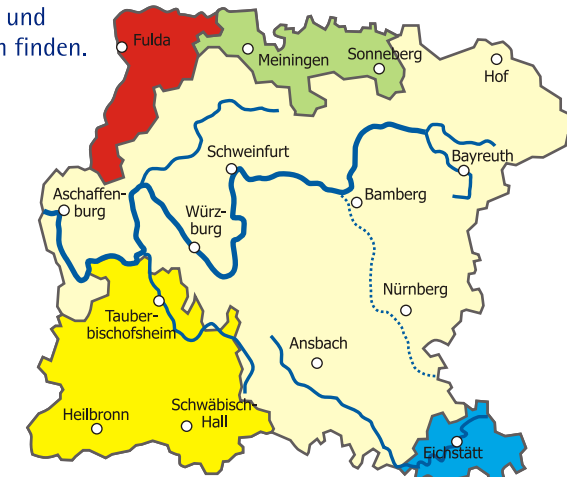 und
finden.
Fulda
Meiningen
Sonneberg
Hof
Schweinfurt
Bayreuth
Aschaffen-
burg
Bamberg
Würz-
burg
Nürnberg
Tauber-
bischofsheim
Ansbach
Heilbronn
Schwäbisch-
Hall
Eichstätt